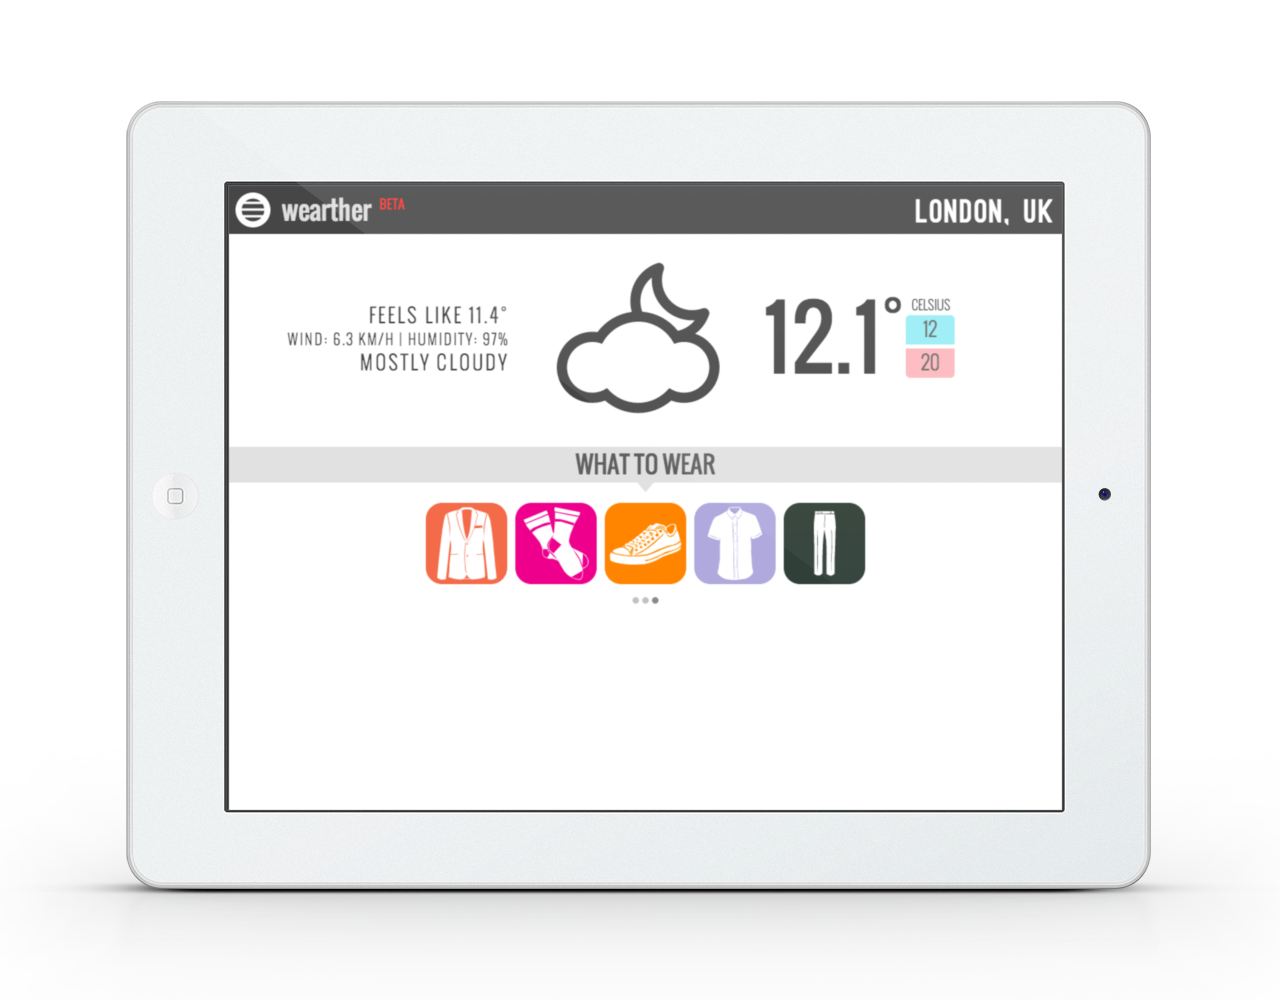 wearther BETA
LONDON, UK
FEELS LIKE 11.4°
WIND: 6.3 KM/H | HUMIDITY: 97%
MOSTLY CLOUDY
12.1°
CELSIUS
12
20
WHAT TO WEAR